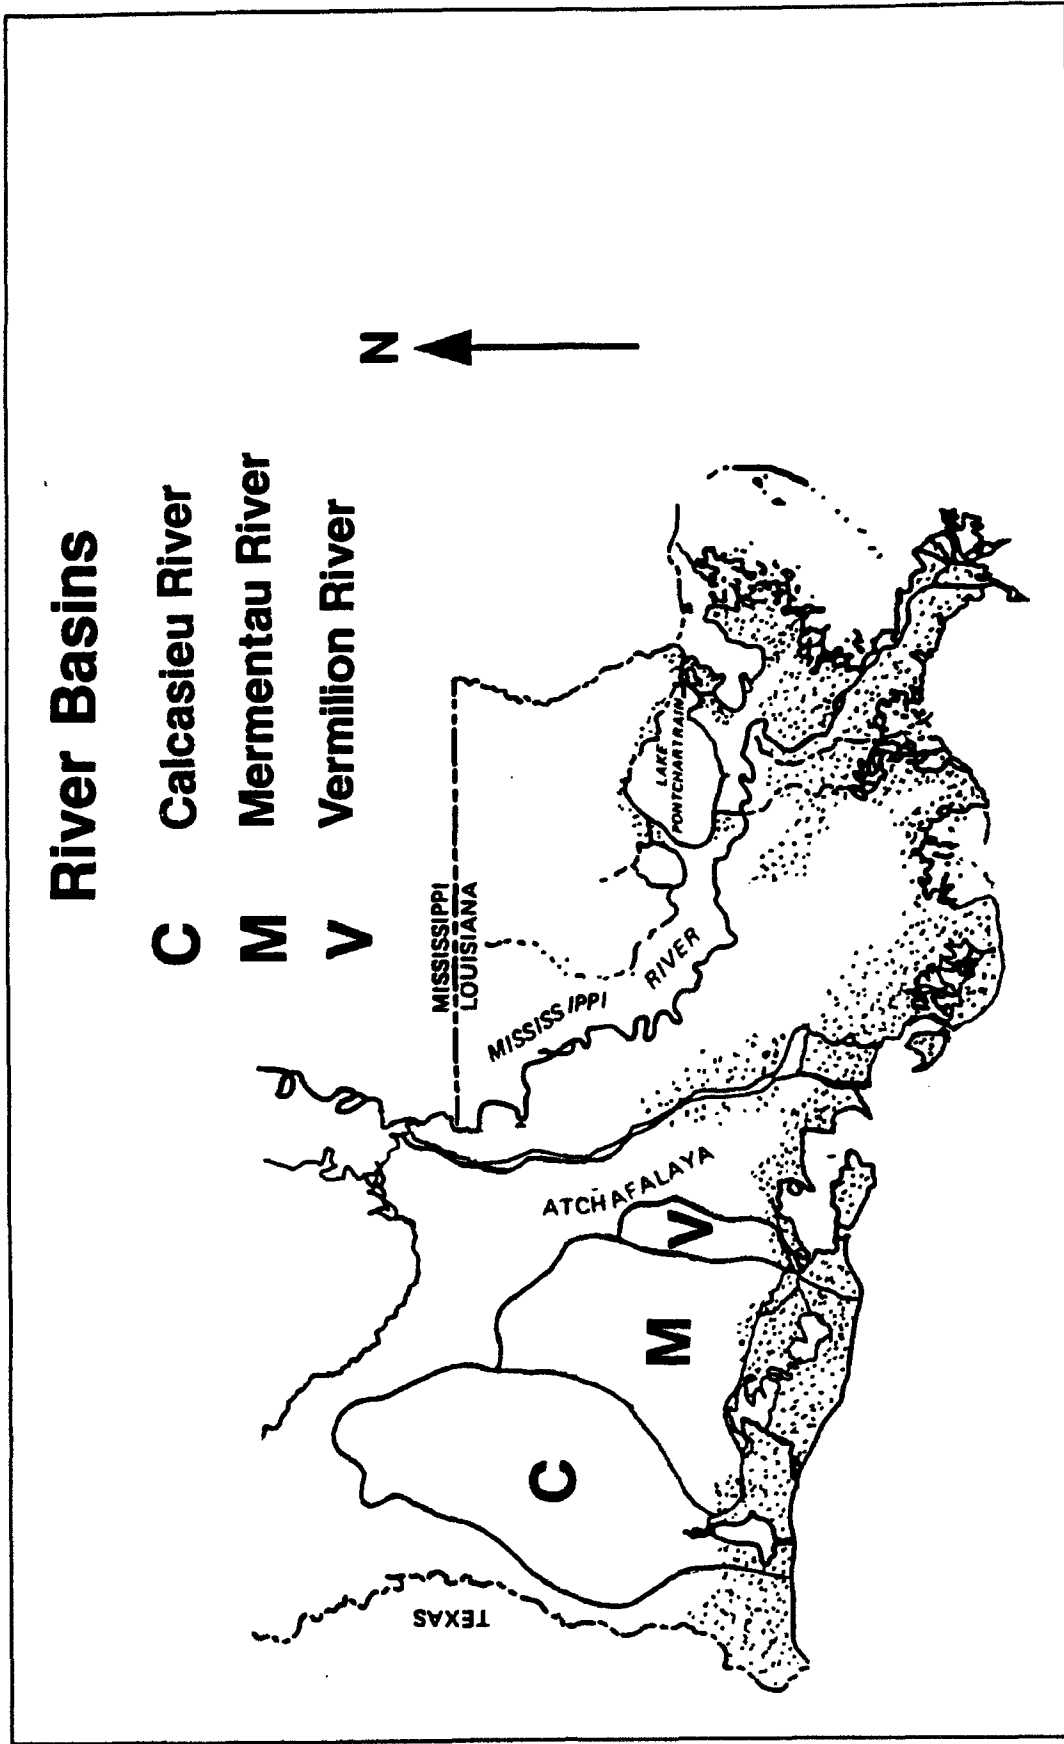 River Basins
C Calcasieu River
M Mermentau River
V Vermilion River
N
MISSISSIPPI
LOUISIANA
MISSISSIPPI
RIVER
LAKE
PONTCHARTRAIN
ATCHAFALAYA
TEXAS
C
M
V